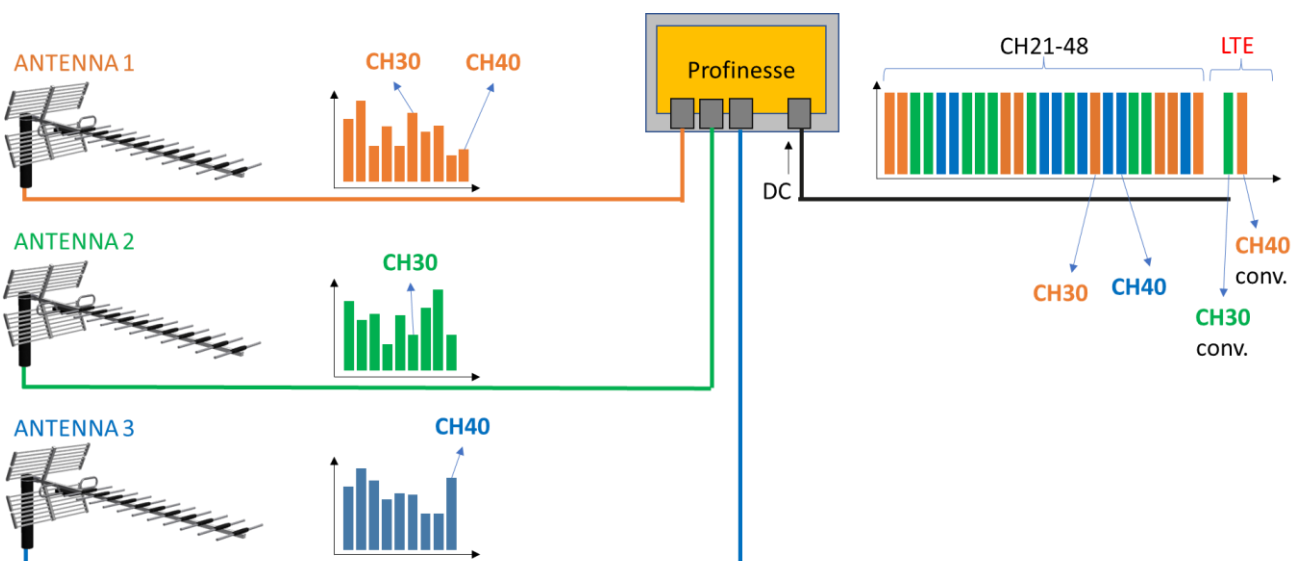 ANTENNA 1
CH30
CH40
Profinesse
DC
CH21-48
LTE
CH30
CH40
CH40
conv.
CH30
conv.
ANTENNA 2
CH30
ANTENNA 3
CH40